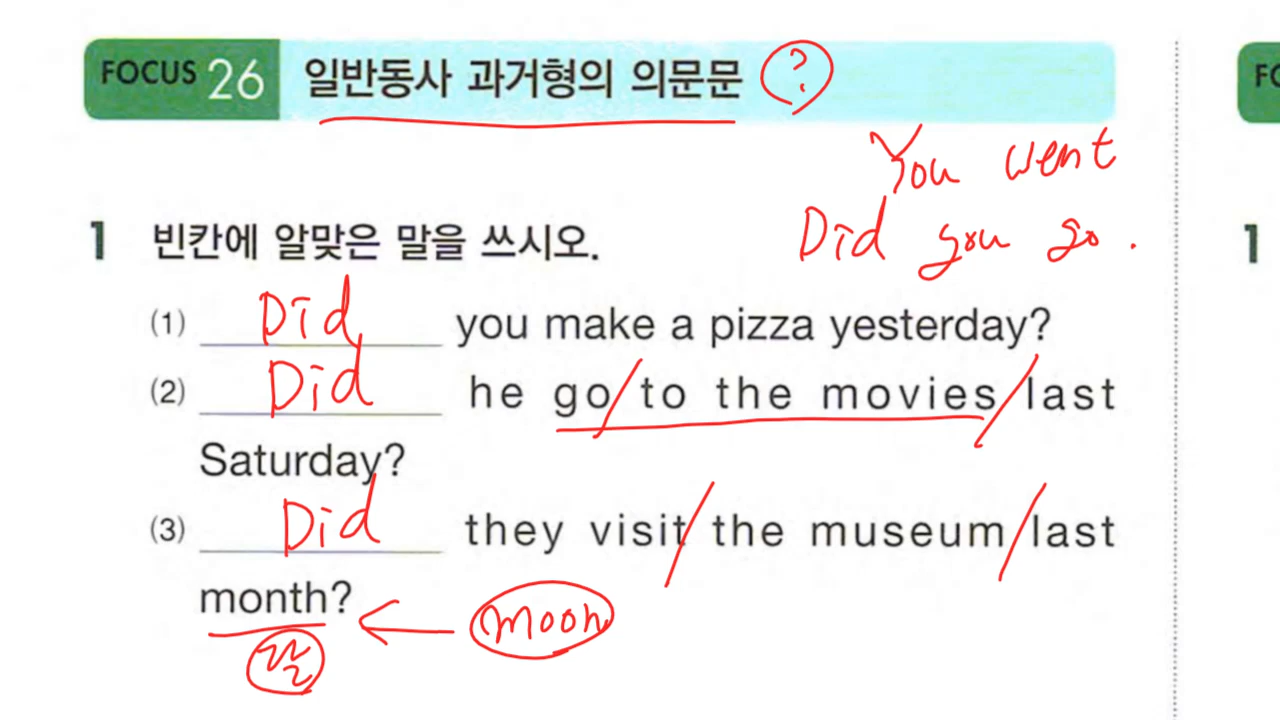 FOCUS 26 일반동사 과거형의 의문문 ?
You went
Did you go.
1 빈칸에 알맞은 말을 쓰시오.
(1) Did you make a pizza yesterday?
(2) Did he go/to the movies/last
Saturday?
(3) Did they visit/the museum/last
month? ← moon
달
FO
1